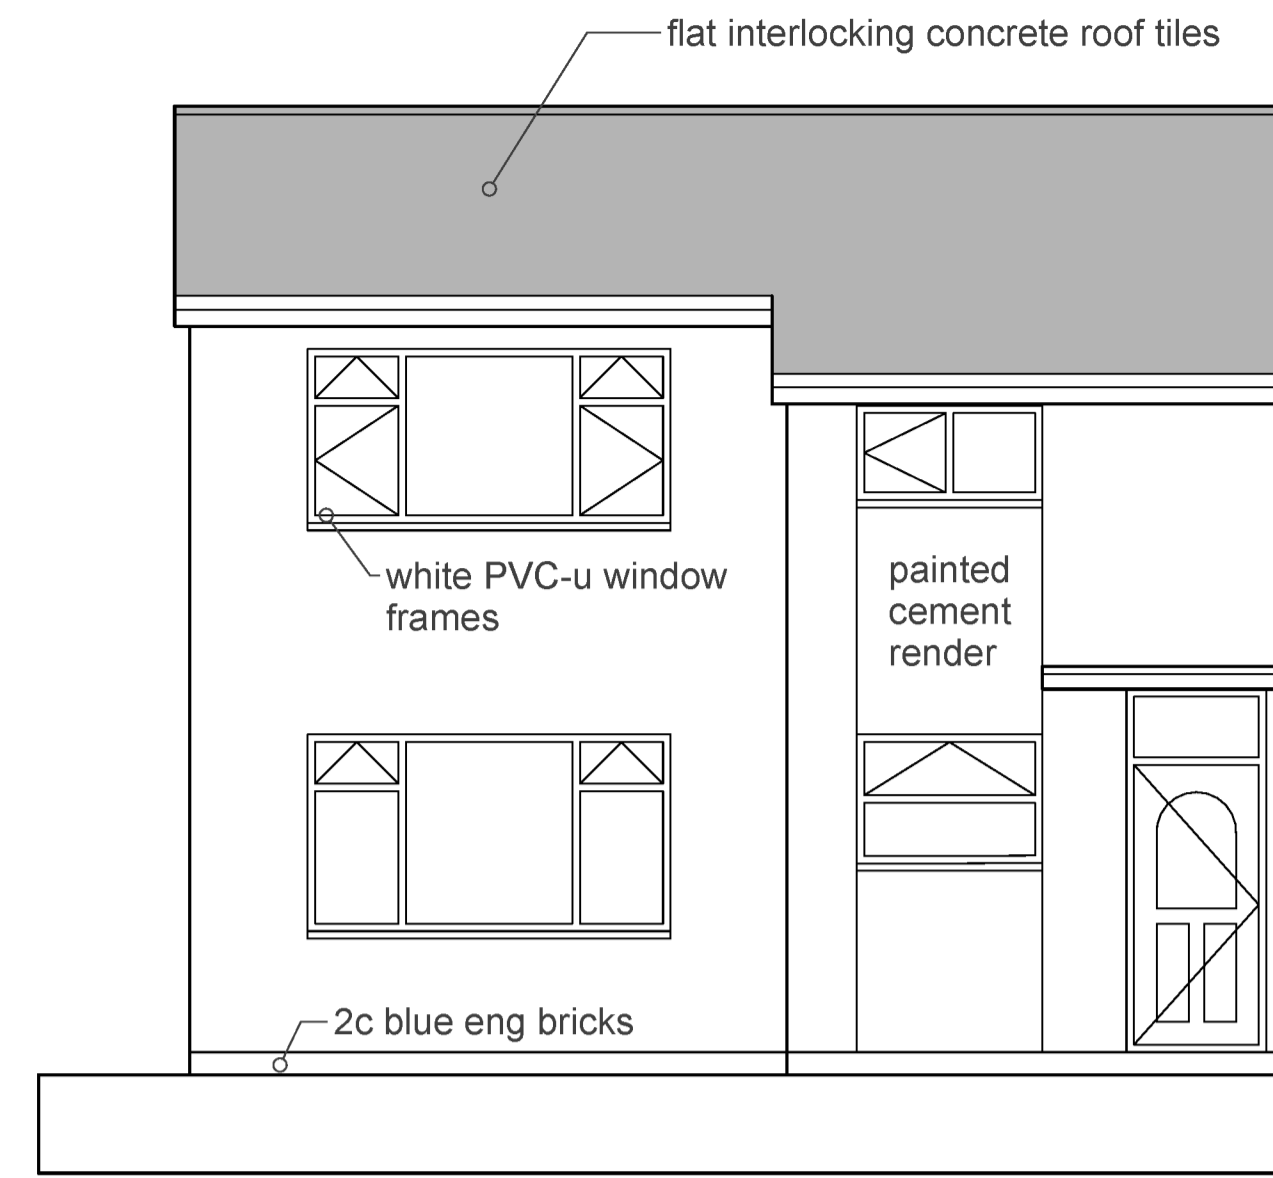 flat interlocking concrete roof tiles
white PVC-u window
frames
painted
cement
render
2c blue eng bricks